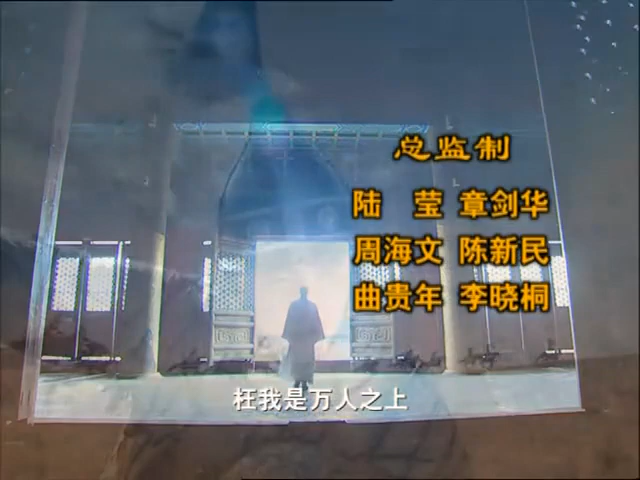 总监制
陆 莹 章剑华
周海文 陈新民
曲贵年 李晓桐
枉我是万人之上